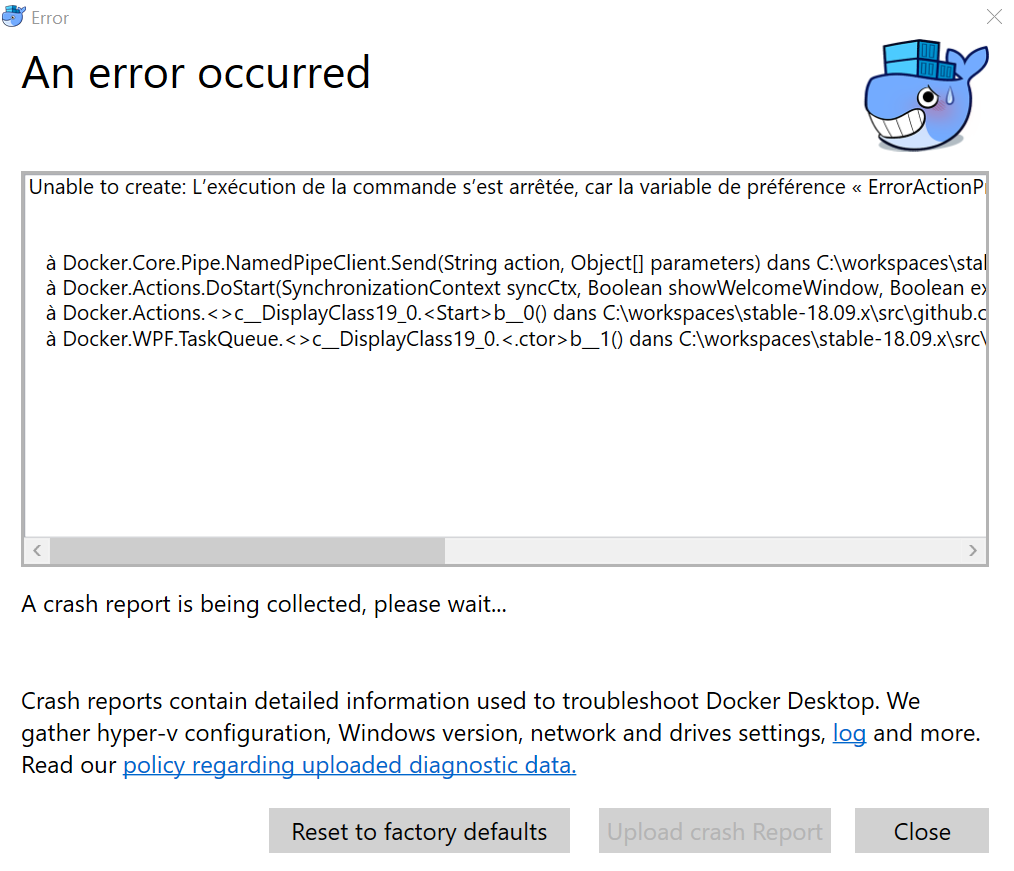 Error
An error occurred
Unable to create: L’exécution de la commande s’est arrêtée, car la variable de préférence « ErrorActionP
à Docker.Core.Pipe.NamedPipeClient.Send(String action, Object[] parameters) dans C:\workspaces\stal
à Docker.Actions.DoStart(SynchronizationContext syncCtx, Boolean showWelcomeWindow, Boolean ex
à Docker.Actions.<>c__DisplayClass19_0.<Start>b__0() dans C:\workspaces\stable-18.09.x\src\github.c
à Docker.WPF.TaskQueue.<>c__DisplayClass19_0.<.ctor>b__1() dans C:\workspaces\stable-18.09.x\src\
A crash report is being collected, please wait...
Crash reports contain detailed information used to troubleshoot Docker Desktop. We
gather hyper-v configuration, Windows version, network and drives settings, log and more.
Read our policy regarding uploaded diagnostic data.
Reset to factory defaults
Upload crash Report
Close